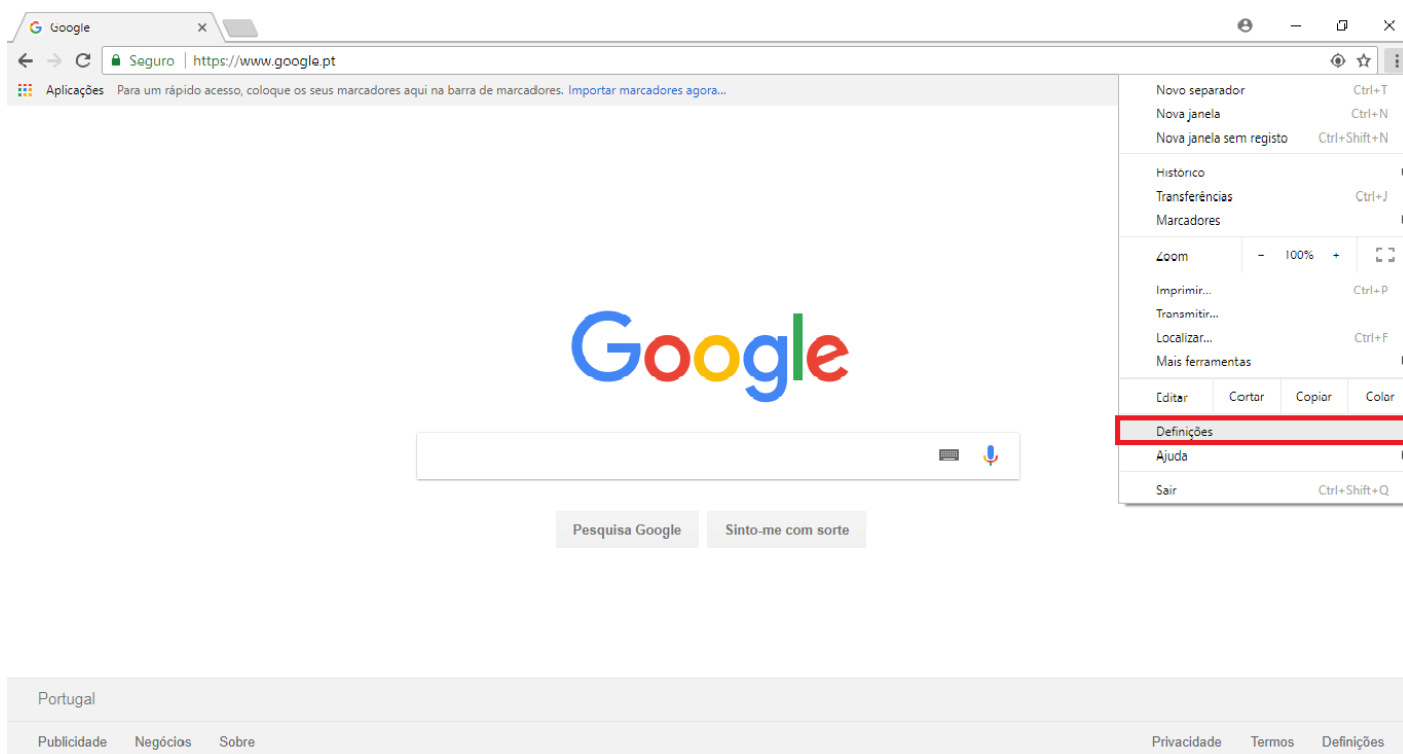 Google
Seguro https://www.google.pt
Aplicações Para um rápido acesso, coloque os seus marcadores aqui na barra de marcadores. Importar marcadores agora...
Novo separador Ctrl+T
Nova janela Ctrl+N
Nova janela sem registo Ctrl+Shift+N
Histórico
Transferências Ctrl+J
Marcadores
Zoom - 100% +
Imprimir... Ctrl+P
Transmitir...
Localizar... Ctrl+F
Mais ferramentas
Editar Cortar Copiar Colar
Definições
Ajuda
Sair Ctrl+Shift+Q
Google
Pesquisa Google Sinto-me com sorte
Portugal
Publicidade Negócios Sobre Privacidade Termos Definições